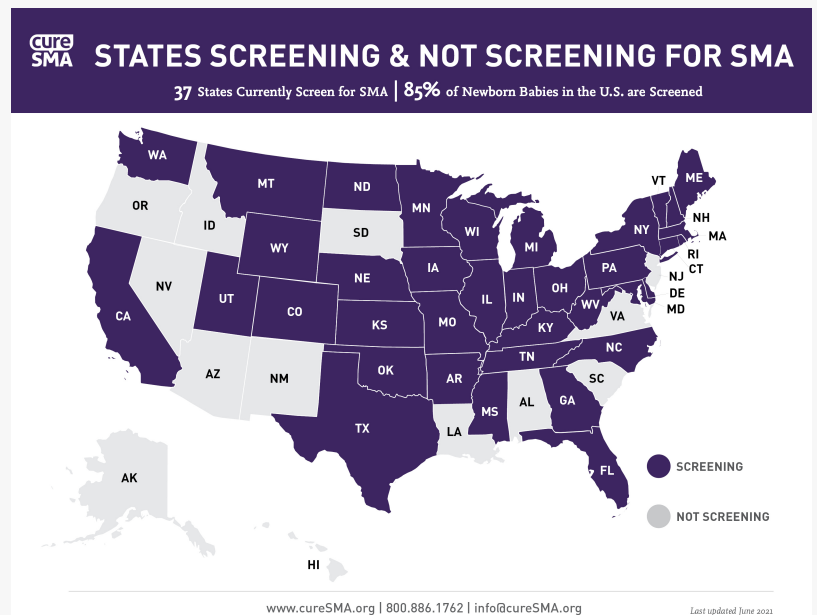 cure
SMA
STATES SCREENING & NOT SCREENING FOR SMA
37 States Currently Screen for SMA | 85% of Newborn Babies in the U.S. are Screened
WA
MT
ND
MN
VT
ME
OR
ID
SD
WI
MI
NY
NH
MA
WY
RI
CT
NV
UT
NE
IA
PA
NJ
DE
MD
CA
CO
KS
MO
IL
IN
OH
WV
VA
KY
NC
AZ
NM
OK
AR
TN
SC
TX
LA
MS
AL
GA
FL
AK
HI
SCREENING
NOT SCREENING
www.cureSMA.org | 800.886.1762 | info@cureSMA.org
Last updated June 2021